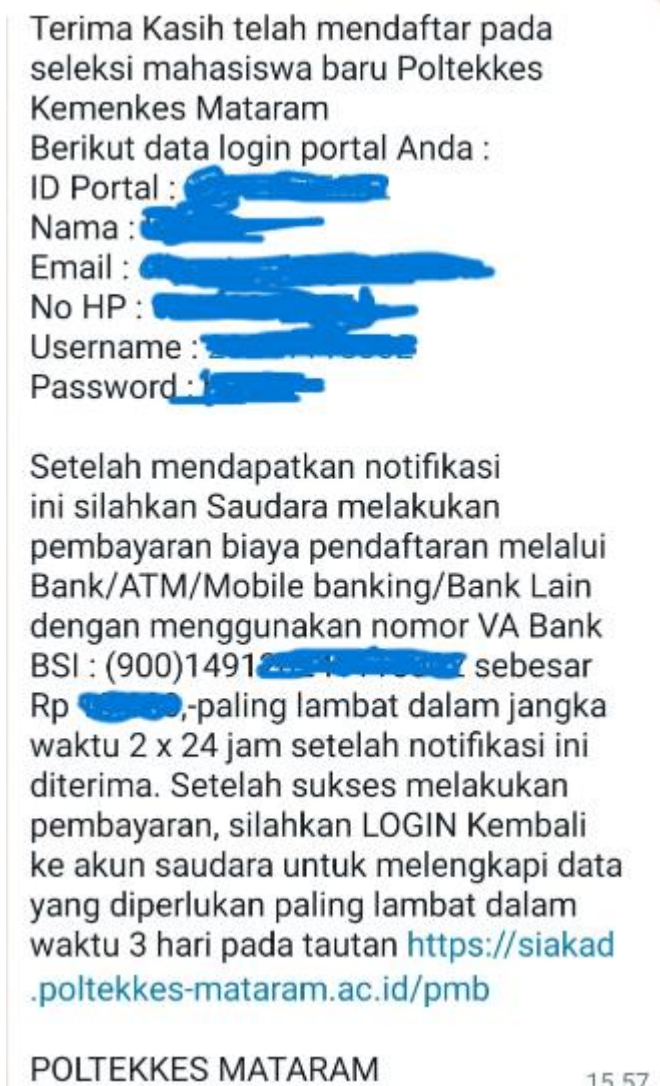 Terima Kasih telah mendaftar pada
seleksi mahasiswa baru Poltekkes
Kemenkes Mataram
Berikut data login portal Anda :
ID Portal :
Nama :
Email :
No HP :
Username :
Password :
Setelah mendapatkan notifikasi
ini silahkan Saudara melakukan
pembayaran biaya pendaftaran melalui
Bank/ATM/Mobile banking/Bank Lain
dengan menggunakan nomor VA Bank
BSI : (900)1491 sebesar
Rp ,-paling lambat dalam jangka
waktu 2 x 24 jam setelah notifikasi ini
diterima. Setelah sukses melakukan
pembayaran, silahkan LOGIN Kembali
ke akun saudara untuk melengkapi data
yang diperlukan paling lambat dalam
waktu 3 hari pada tautan https://siakad
.poltekkes-mataram.ac.id/pmb
POLTEKKES MATARAM
15.57